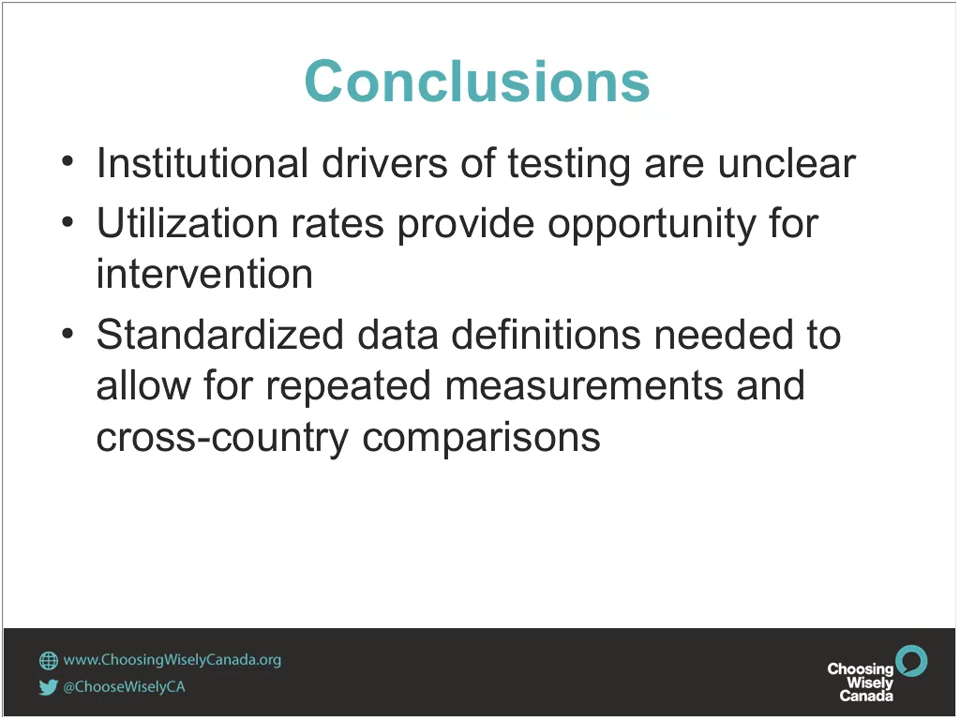 Conclusions
• Institutional drivers of testing are unclear
• Utilization rates provide opportunity for
intervention
• Standardized data definitions needed to
allow for repeated measurements and
cross-country comparisons
www.ChoosingWiselyCanada.org
@ChooseWiselyCA
Choosing
Wisely
Canada